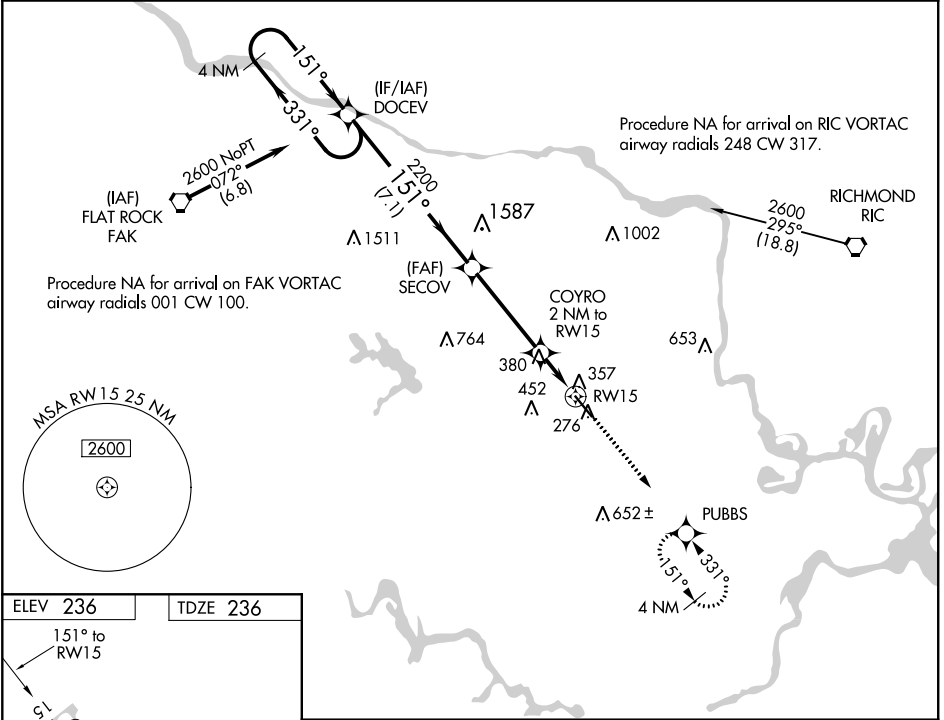 4 NM
151°
331°
(IF/IAF)
DOCEV
Procedure NA for arrival on RIC VORTAC
airway radials 248 CW 317.
2600 NoPT
072°
(6.8)
(IAF)
FLAT ROCK
FAK
2200
151°
(7.1)
RICHMOND
RIC
2600
295°
(18.8)
1587
1511
1002
Procedure NA for arrival on FAK VORTAC
airway radials 001 CW 100.
(FAF)
SECOV
COYRO
2 NM to
RW15
764
653
380
357
452
RW15
276
MSA RW15 25 NM
2600
652±
PUBBS
151°
331°
4 NM
ELEV 236
TDZE 236
151° to
RW15
15